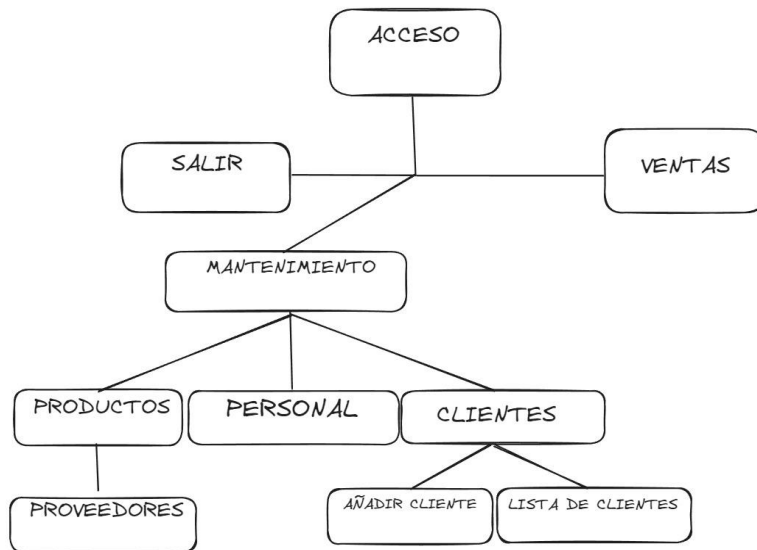 ACCESO
SALIR
VENTAS
MANTENIMIENTO
PRODUCTOS
PERSONAL
CLIENTES
PROVEEDORES
AÑADIR CLIENTE
LISTA DE CLIENTES